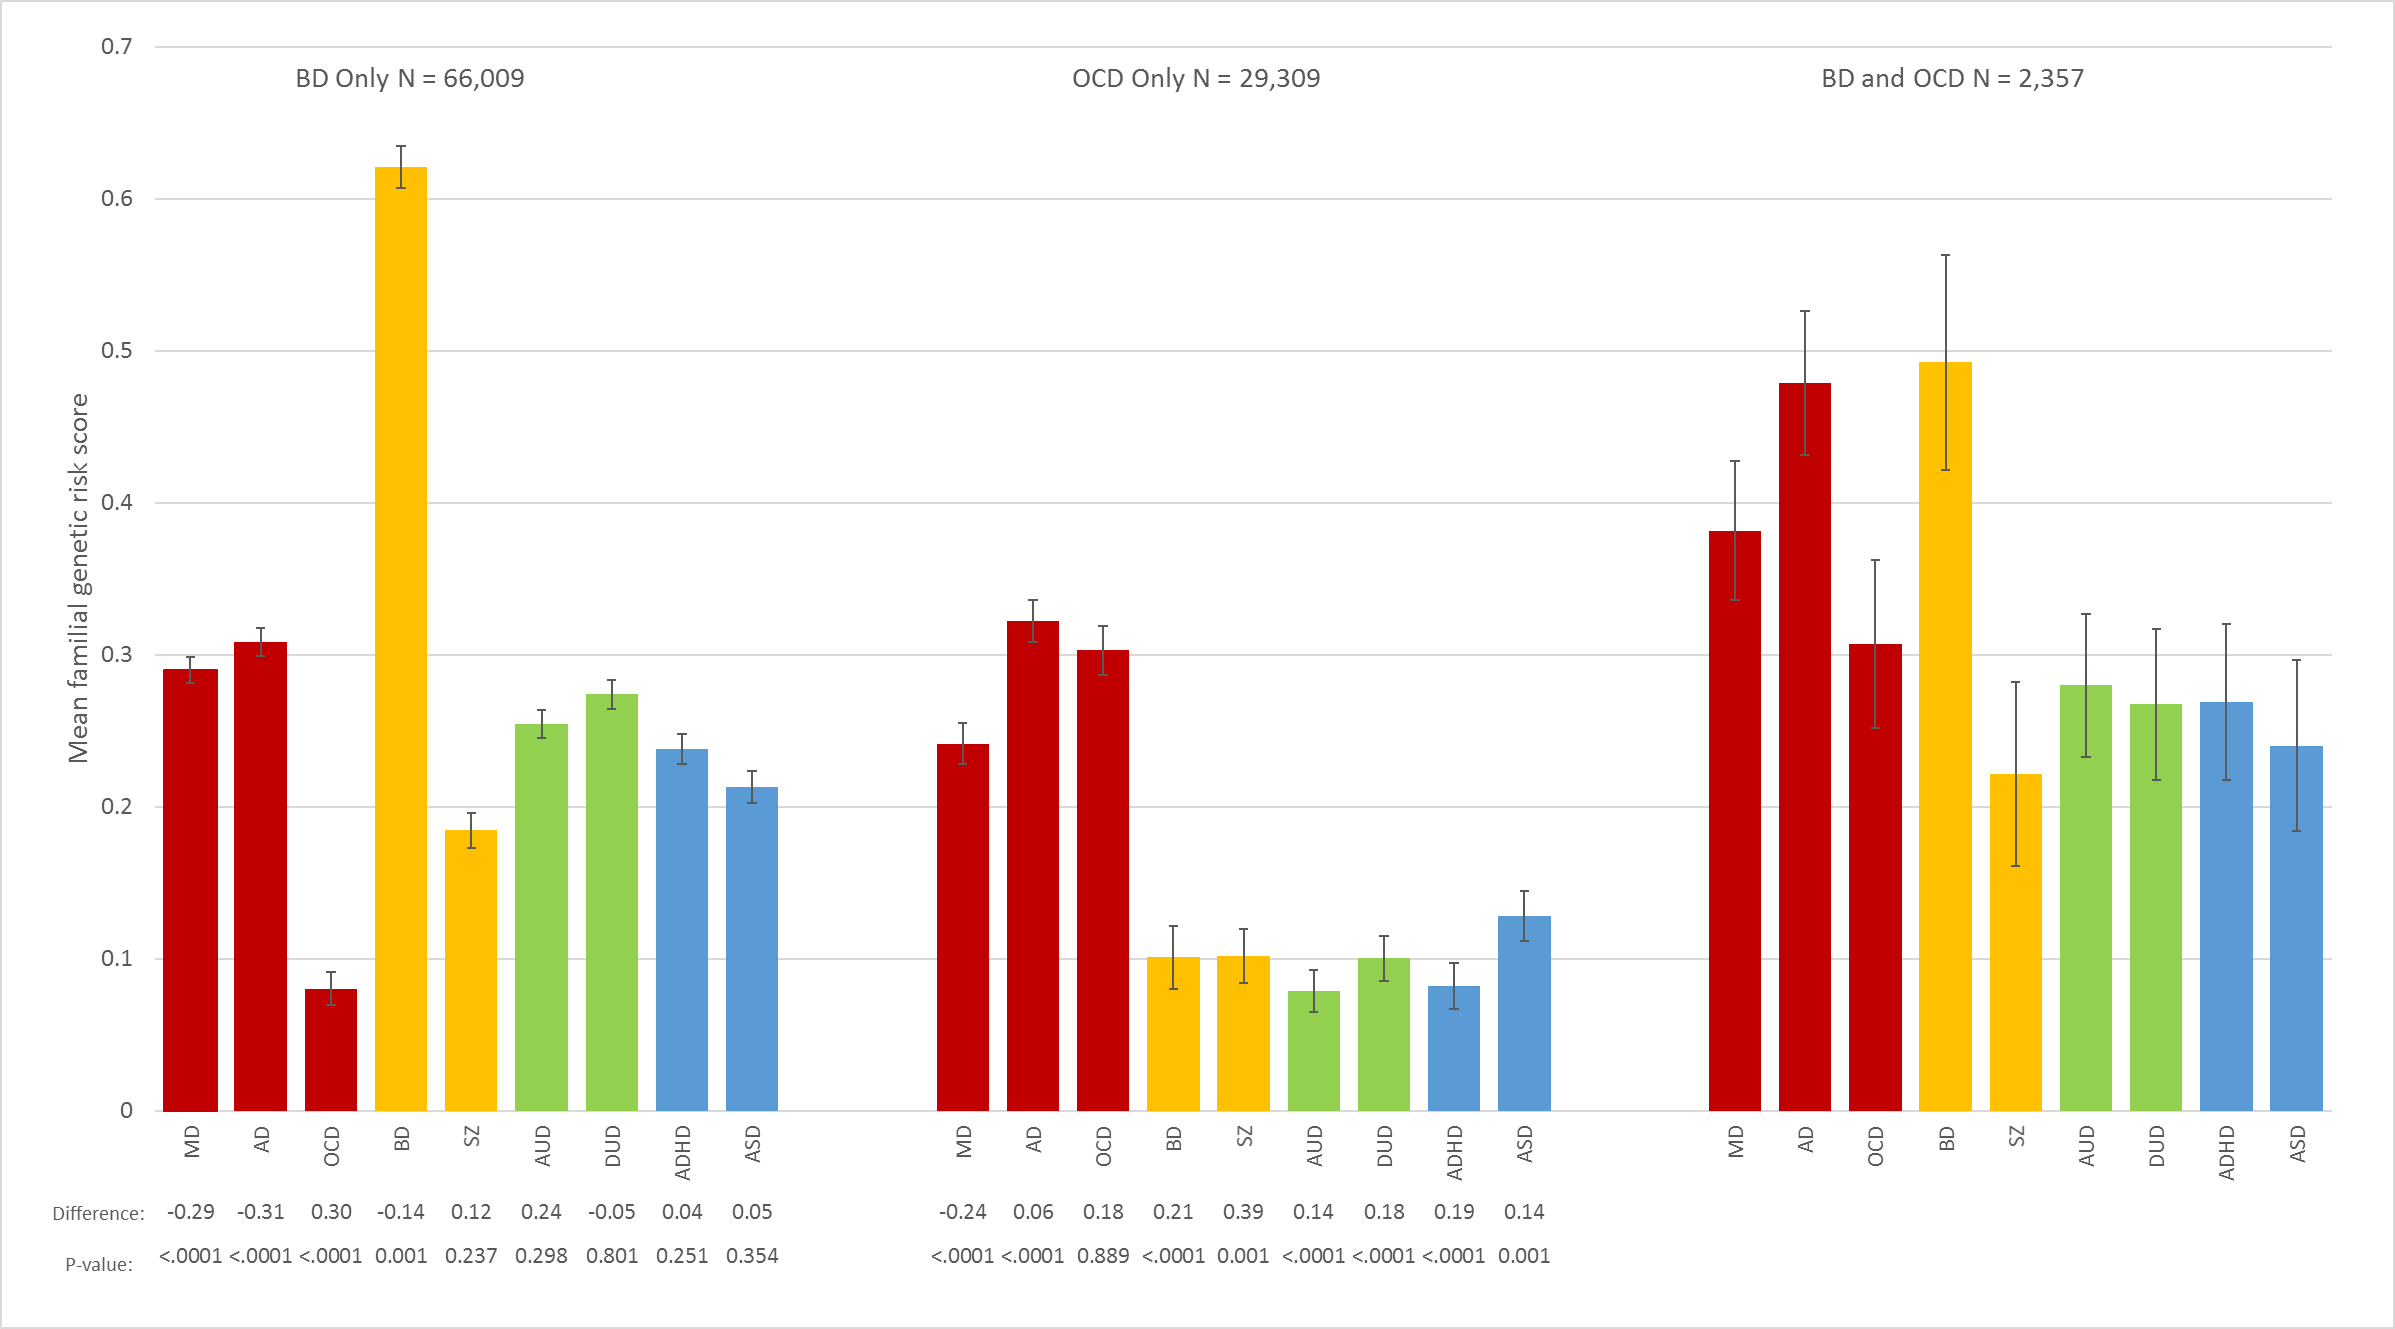 0.7
BD Only N = 66,009 OCD Only N = 29,309 BD and OCD N = 2,357
0.6
0.5
0.4
0.3
0.2
0.1
0
Mean familial genetic risk score
MD AD OCD BD SZ AUD DUD ADHD ASD MD AD OCD BD SZ AUD DUD ADHD ASD MD AD OCD BD SZ AUD DUD ADHD ASD
Difference: -0.29 -0.31 0.30 -0.14 0.12 0.24 -0.05 0.04 0.05 -0.24 0.06 0.18 0.21 0.39 0.14 0.18 0.19 0.14
P-value: <.0001 <.0001 <.0001 0.001 0.237 0.298 0.801 0.251 0.354 <.0001 <.0001 0.889 <.0001 0.001 <.0001 <.0001 <.0001 0.001